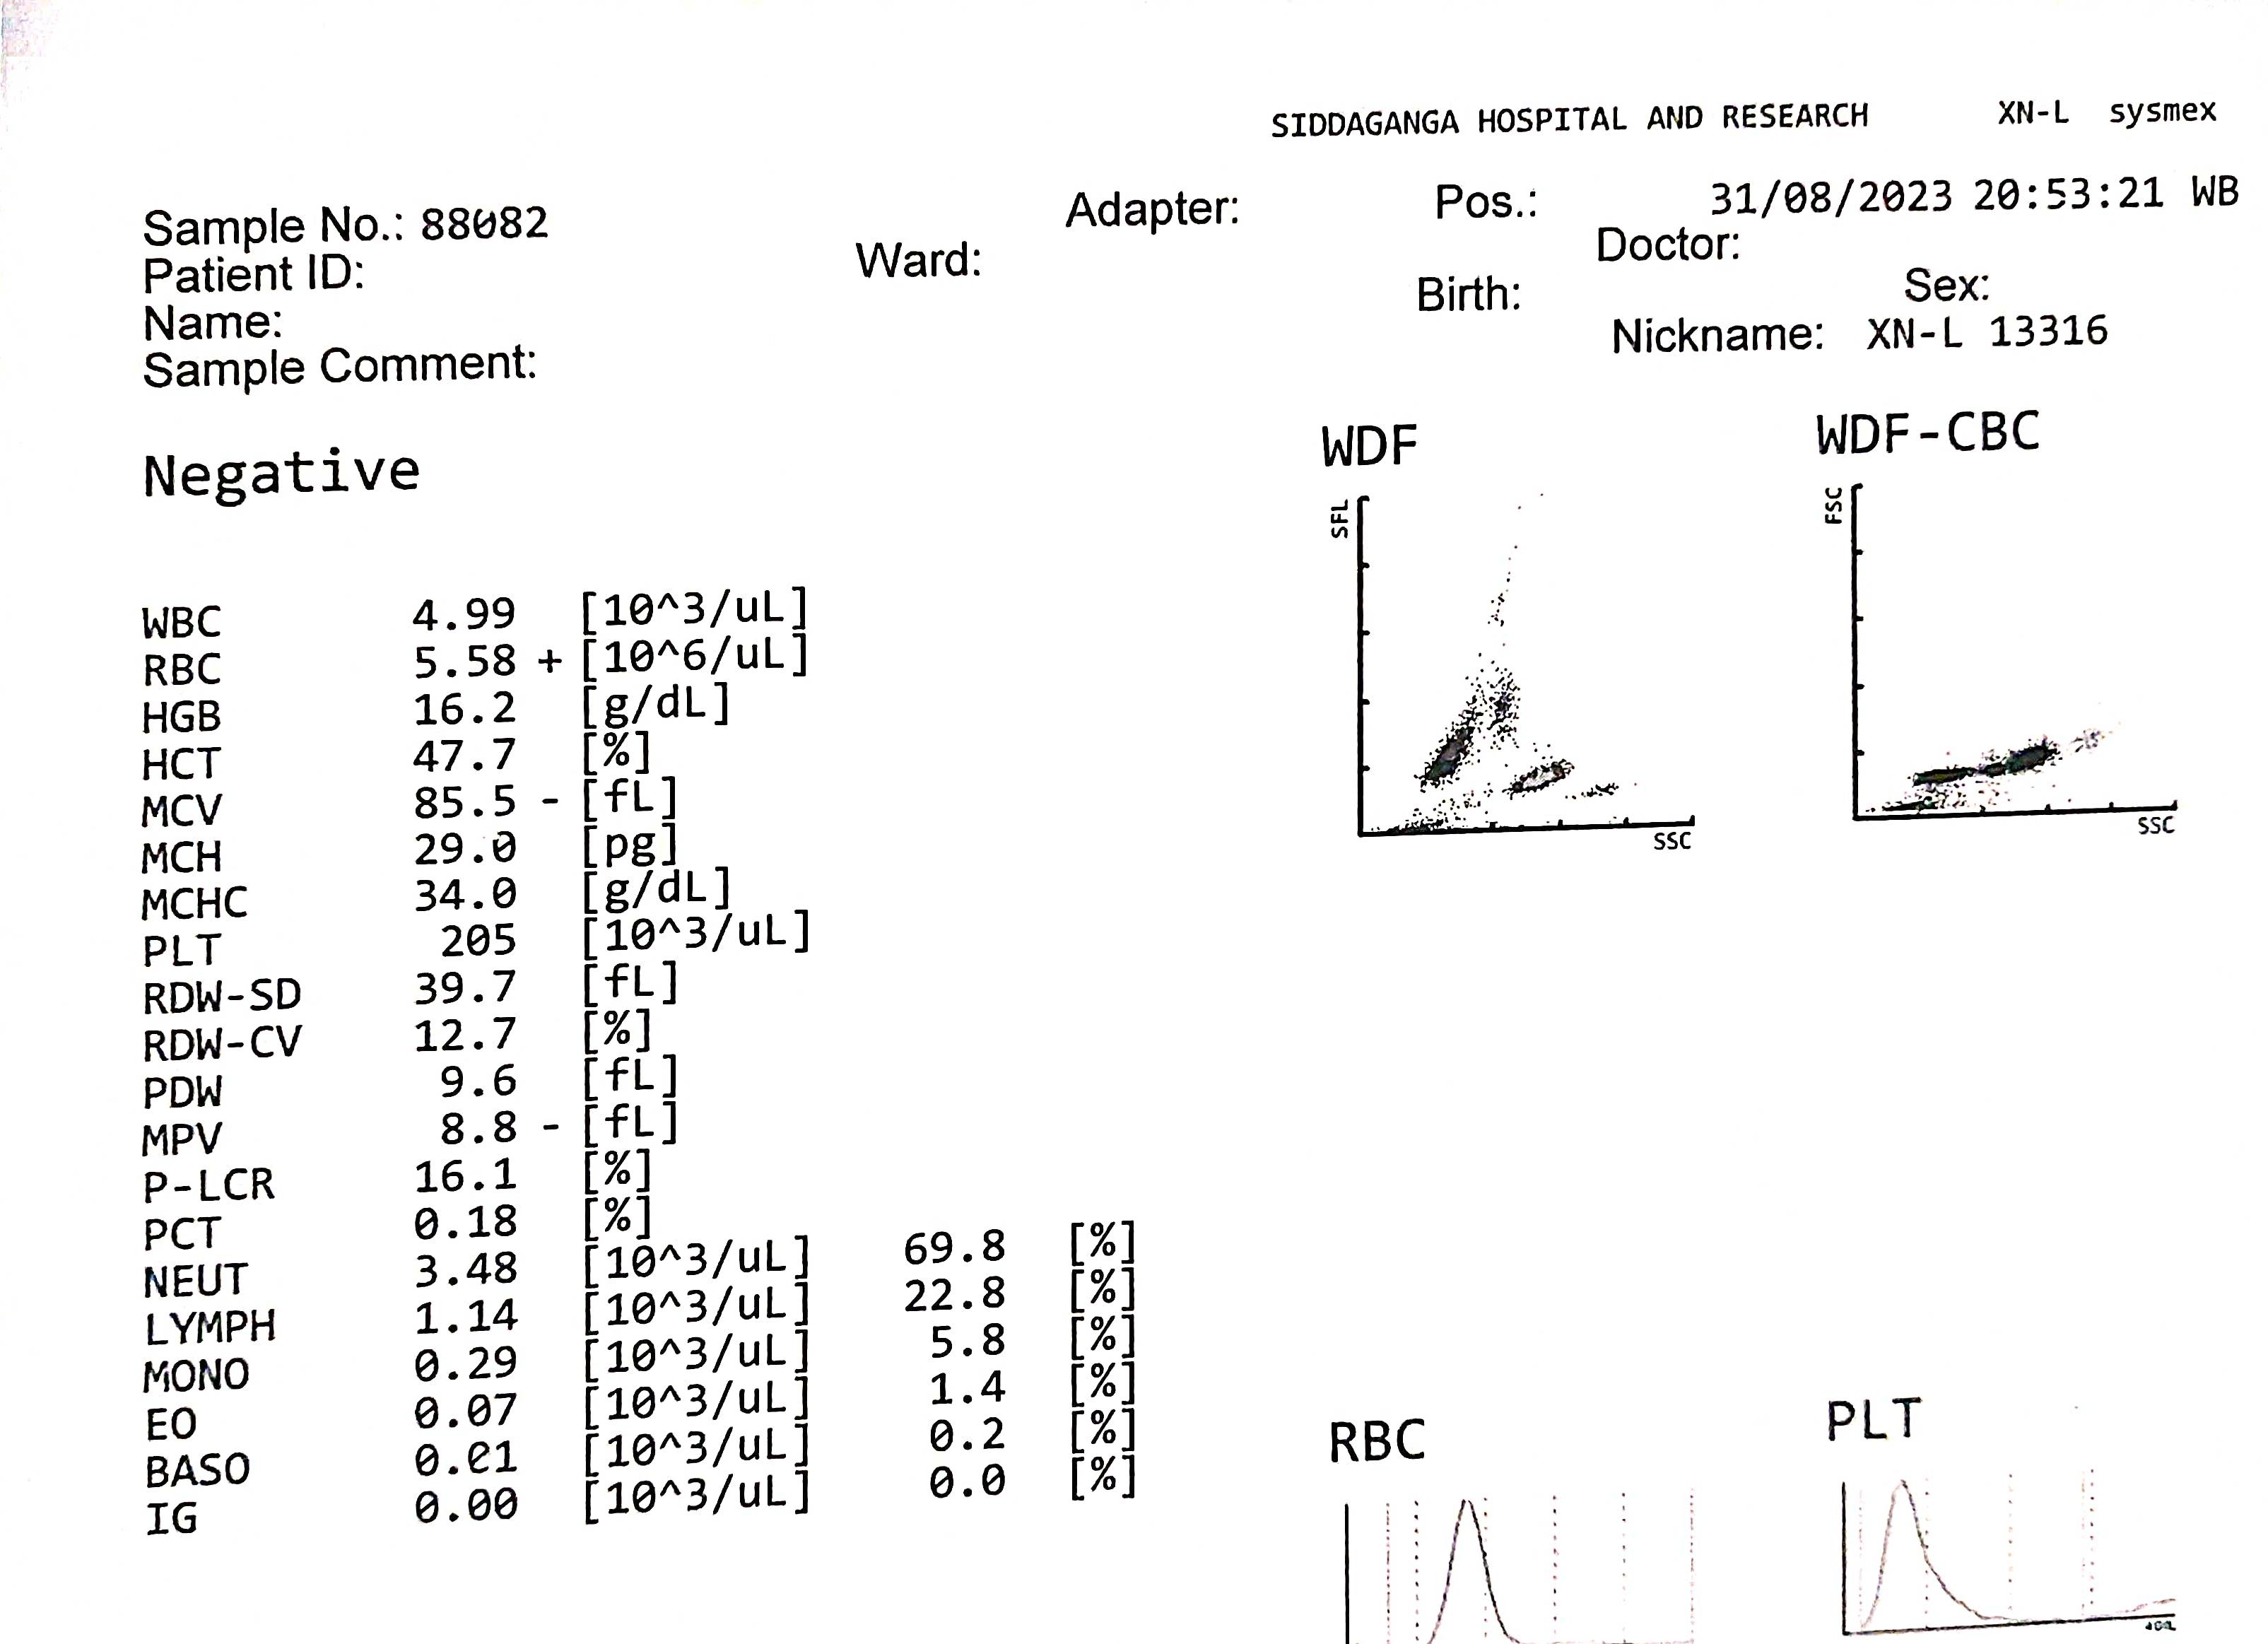 SIDDAGANGA HOSPITAL AND RESEARCH XN-L sysmex
Sample No.: 88082 Adapter: Pos.: 31/08/2023 20:53:21 WB
Patient ID: Ward: Doctor:
Name: Birth: Sex:
Sample Comment: Nickname: XN-L 13316
Negative
WDF WDF-CBC
SFL FSC
SSC SSC
WBC 4.99 [10^3/uL]
RBC 5.58 + [10^6/uL]
HGB 16.2 [g/dL]
HCT 47.7 [%]
MCV 85.5 - [fL]
MCH 29.0 [pg]
MCHC 34.0 [g/dL]
PLT 205 [10^3/uL]
RDW-SD 39.7 [fL]
RDW-CV 12.7 [%]
PDW 9.6 [fL]
MPV 8.8 - [fL]
P-LCR 16.1 [%]
PCT 0.18 [%]
NEUT 3.48 [10^3/uL] 69.8 [%]
LYMPH 1.14 [10^3/uL] 22.8 [%]
MONO 0.29 [10^3/uL] 5.8 [%]
EO 0.07 [10^3/uL] 1.4 [%]
BASO 0.01 [10^3/uL] 0.2 [%]
IG 0.00 [10^3/uL] 0.0 [%]
RBC PLT